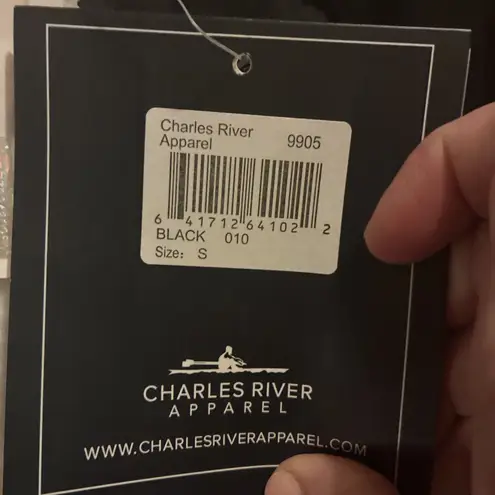 Charles River 9905
Apparel
6 41712 64102 2
BLACK 010
Size: S
CHARLES RIVER
APPAREL
WWW.CHARLESRIVERAPPAREL.COM